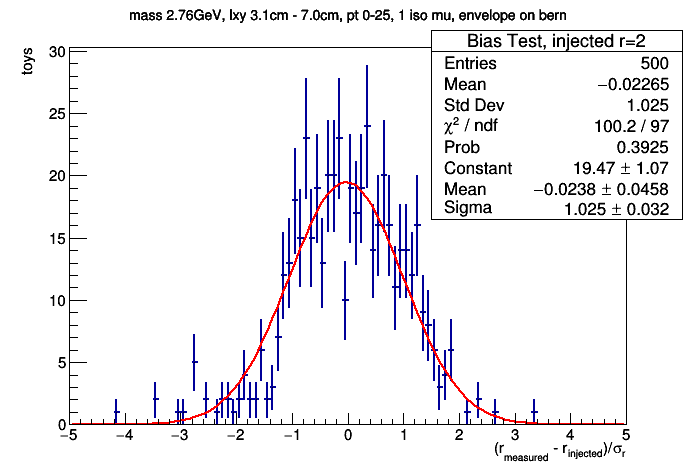 mass 2.76GeV, lxy 3.1cm - 7.0cm, pt 0-25, 1 iso mu, envelope on bern
Bias Test, injected r=2
Entries 500
Mean −0.02265
Std Dev 1.025
χ² / ndf 100.2 / 97
Prob 0.3925
Constant 19.47 ± 1.07
Mean −0.0238 ± 0.0458
Sigma 1.025 ± 0.032
toys
30
25
20
15
10
5
0
−5 −4 −3 −2 −1 0 1 2 3 4 5
(r_measured - r_injected)/σ_r